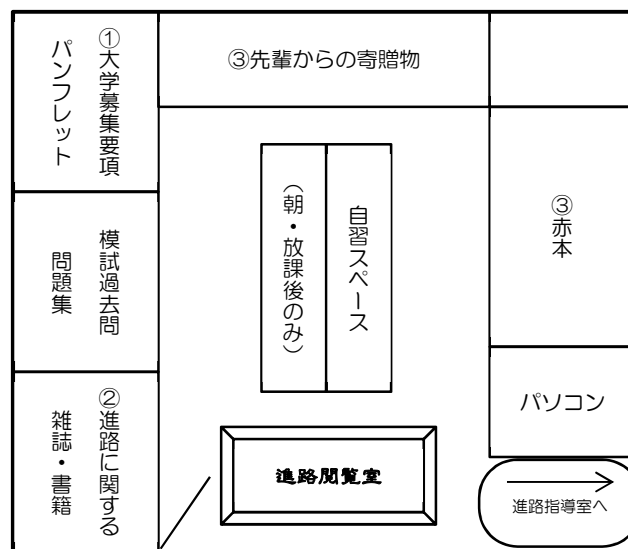 ①大学募集要項
パンフレット
③先輩からの寄贈物
模試過去問
問題集
自習スペース
(朝・放課後のみ)
③赤本
②進路に関する
雑誌・書籍
パソコン
進路閲覧室
進路指導室へ